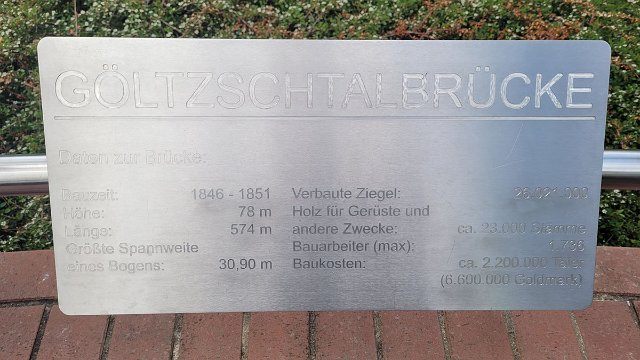 GÖLTZSCHTALBRÜCKE
Daten zur Brücke:
Bauzeit: 1846 - 1851
Höhe: 78 m
Länge: 574 m
Größte Spannweite
eines Bogens: 30,90 m
Verbaute Ziegel: 26.021.000
Holz für Gerüste und
andere Zwecke: ca. 23.000 Stämme
Bauarbeiter (max): 1.736
Baukosten: ca. 2.200.000 Taler
(6.600.000 Goldmark)